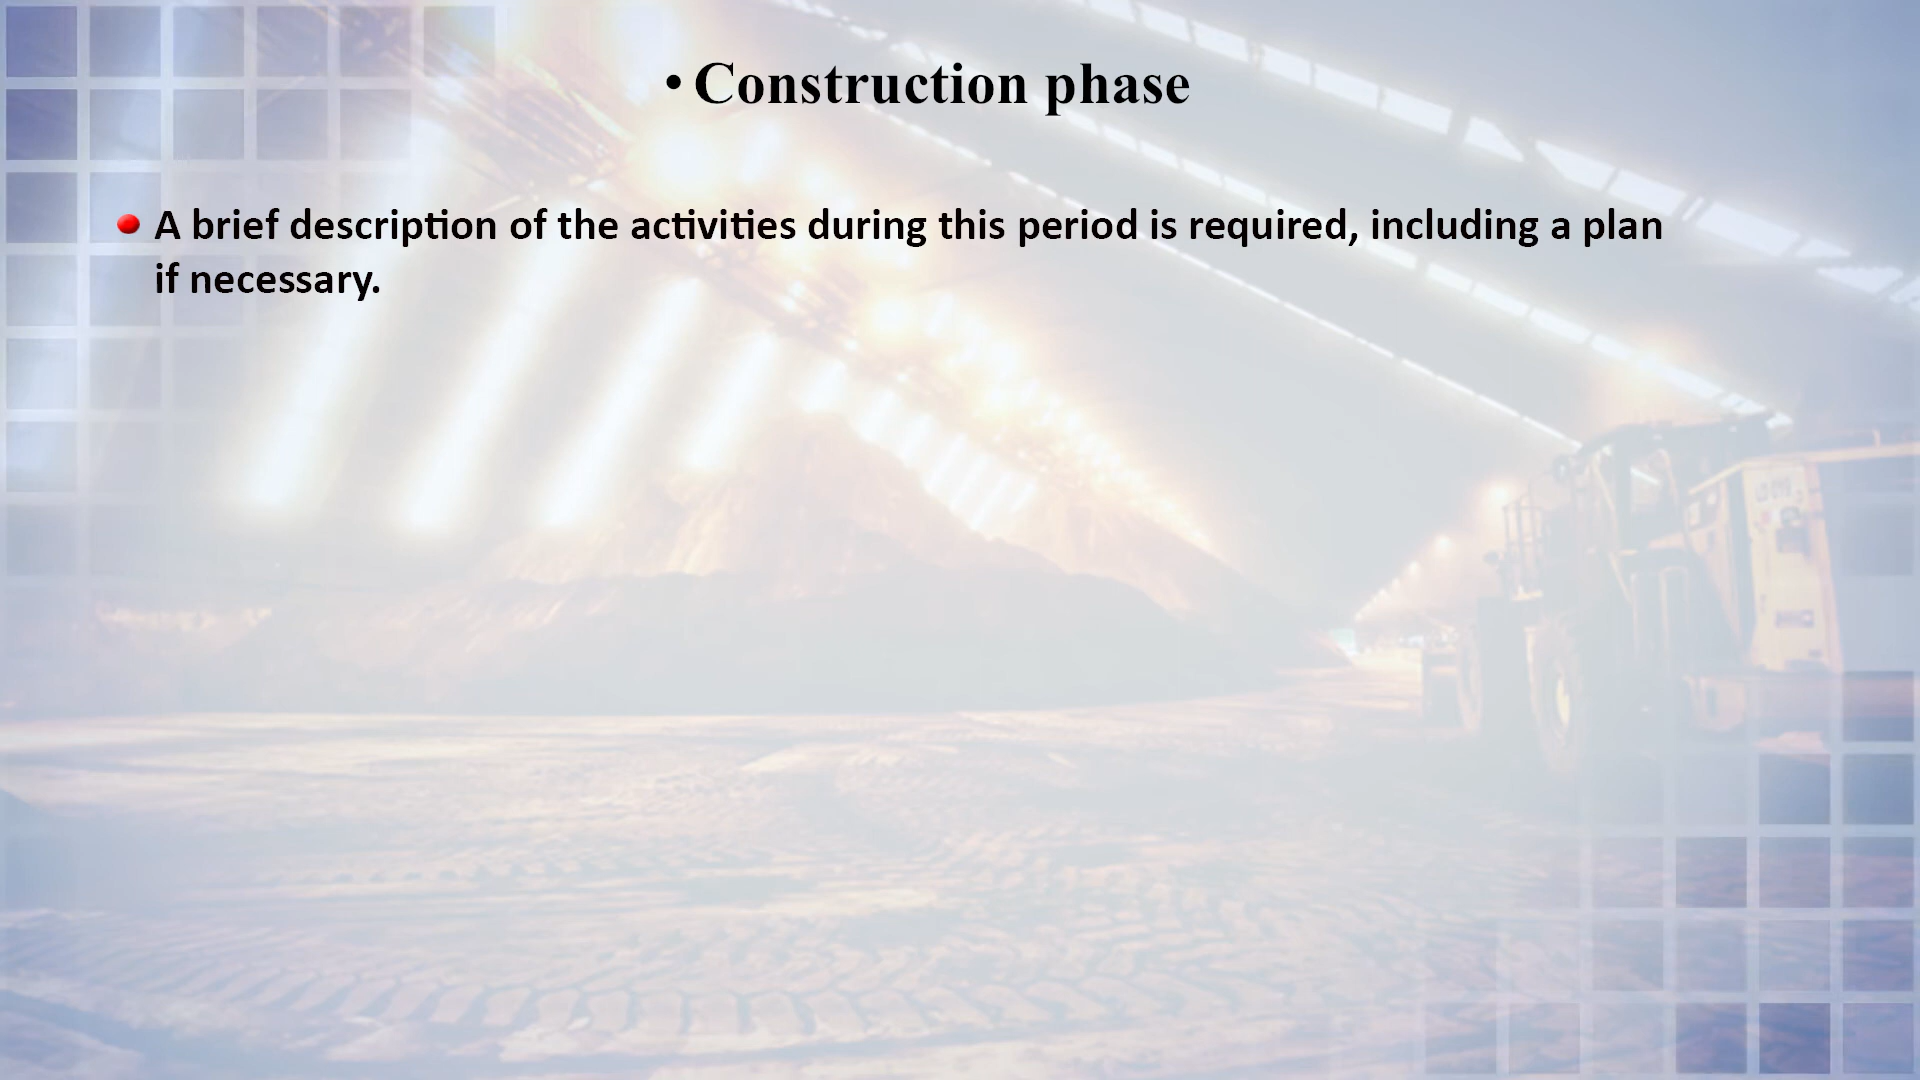 • Construction phase
A brief description of the activities during this period is required, including a plan
if necessary.